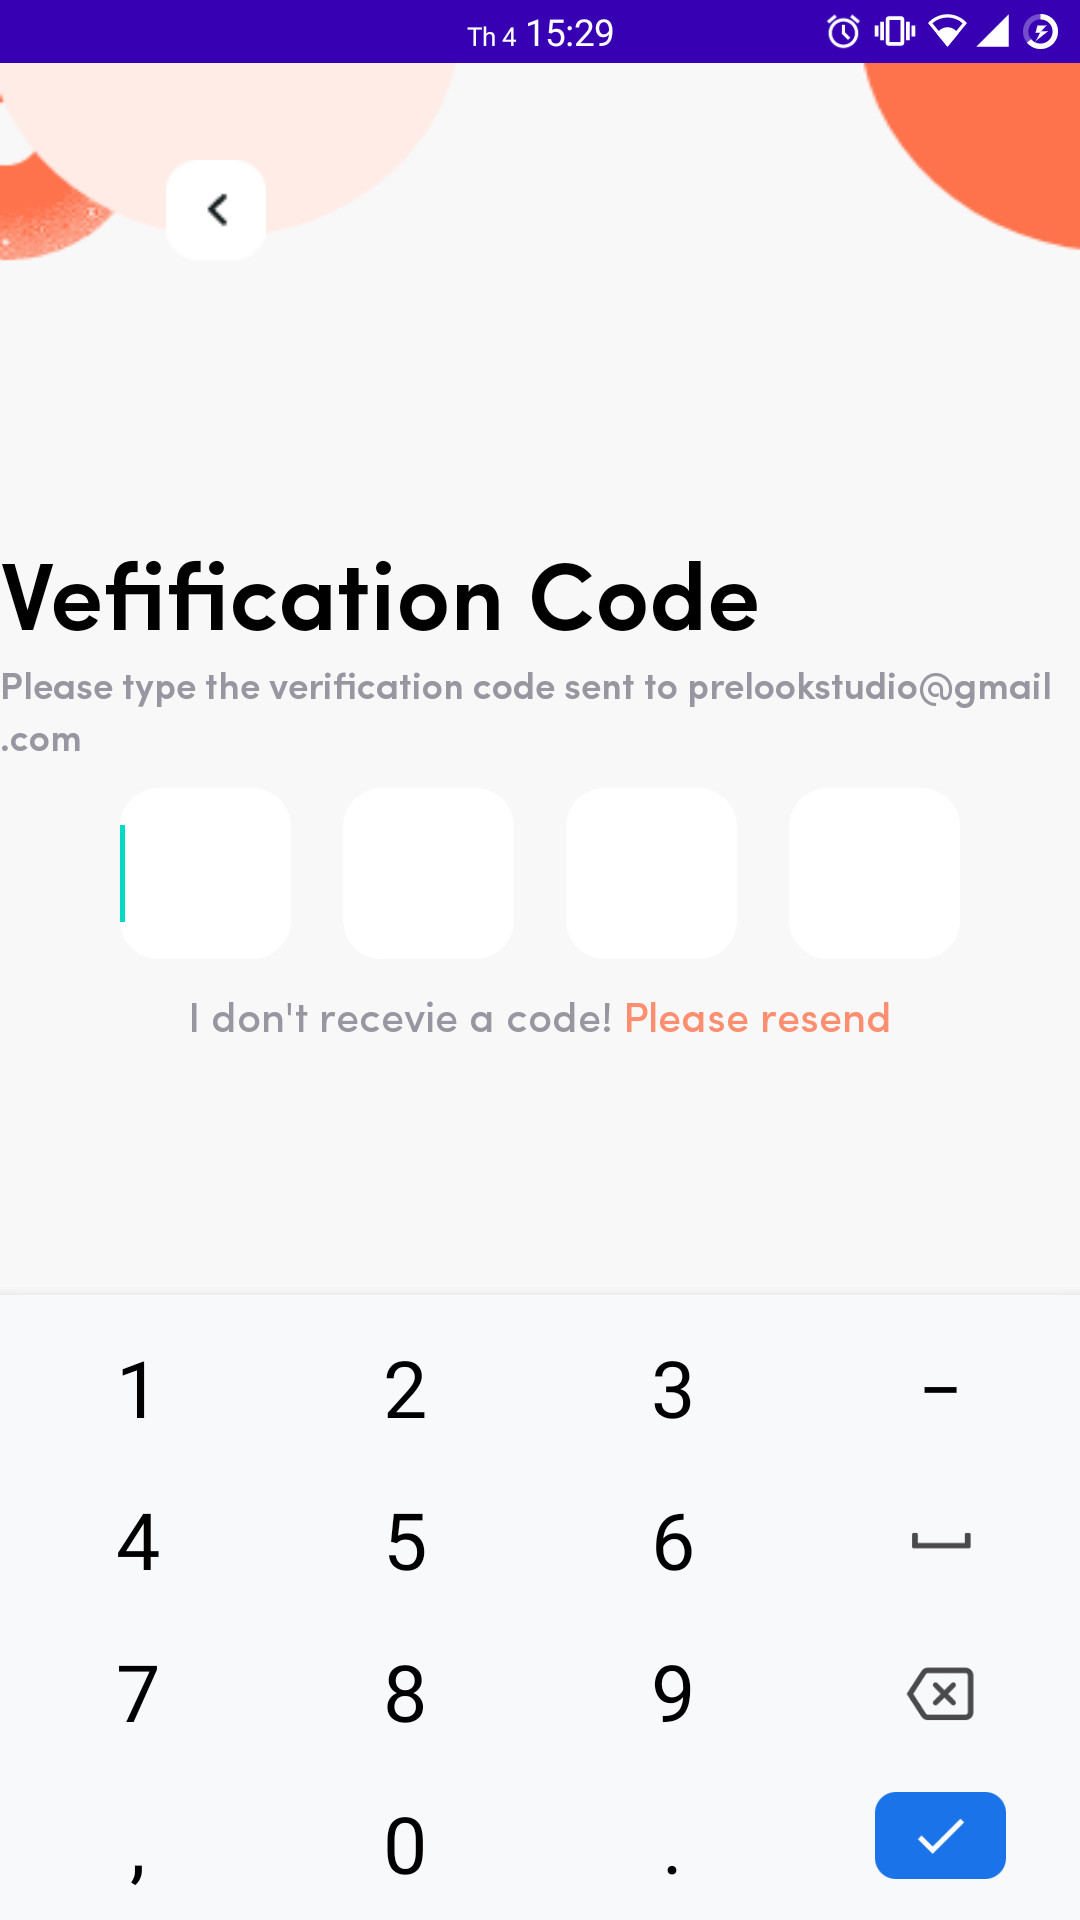 Th 4 15:29
Vefification Code
Please type the verification code sent to prelookstudio@gmail
.com
I don't recevie a code! Please resend
1 2 3 −
4 5 6
7 8 9
, 0 .